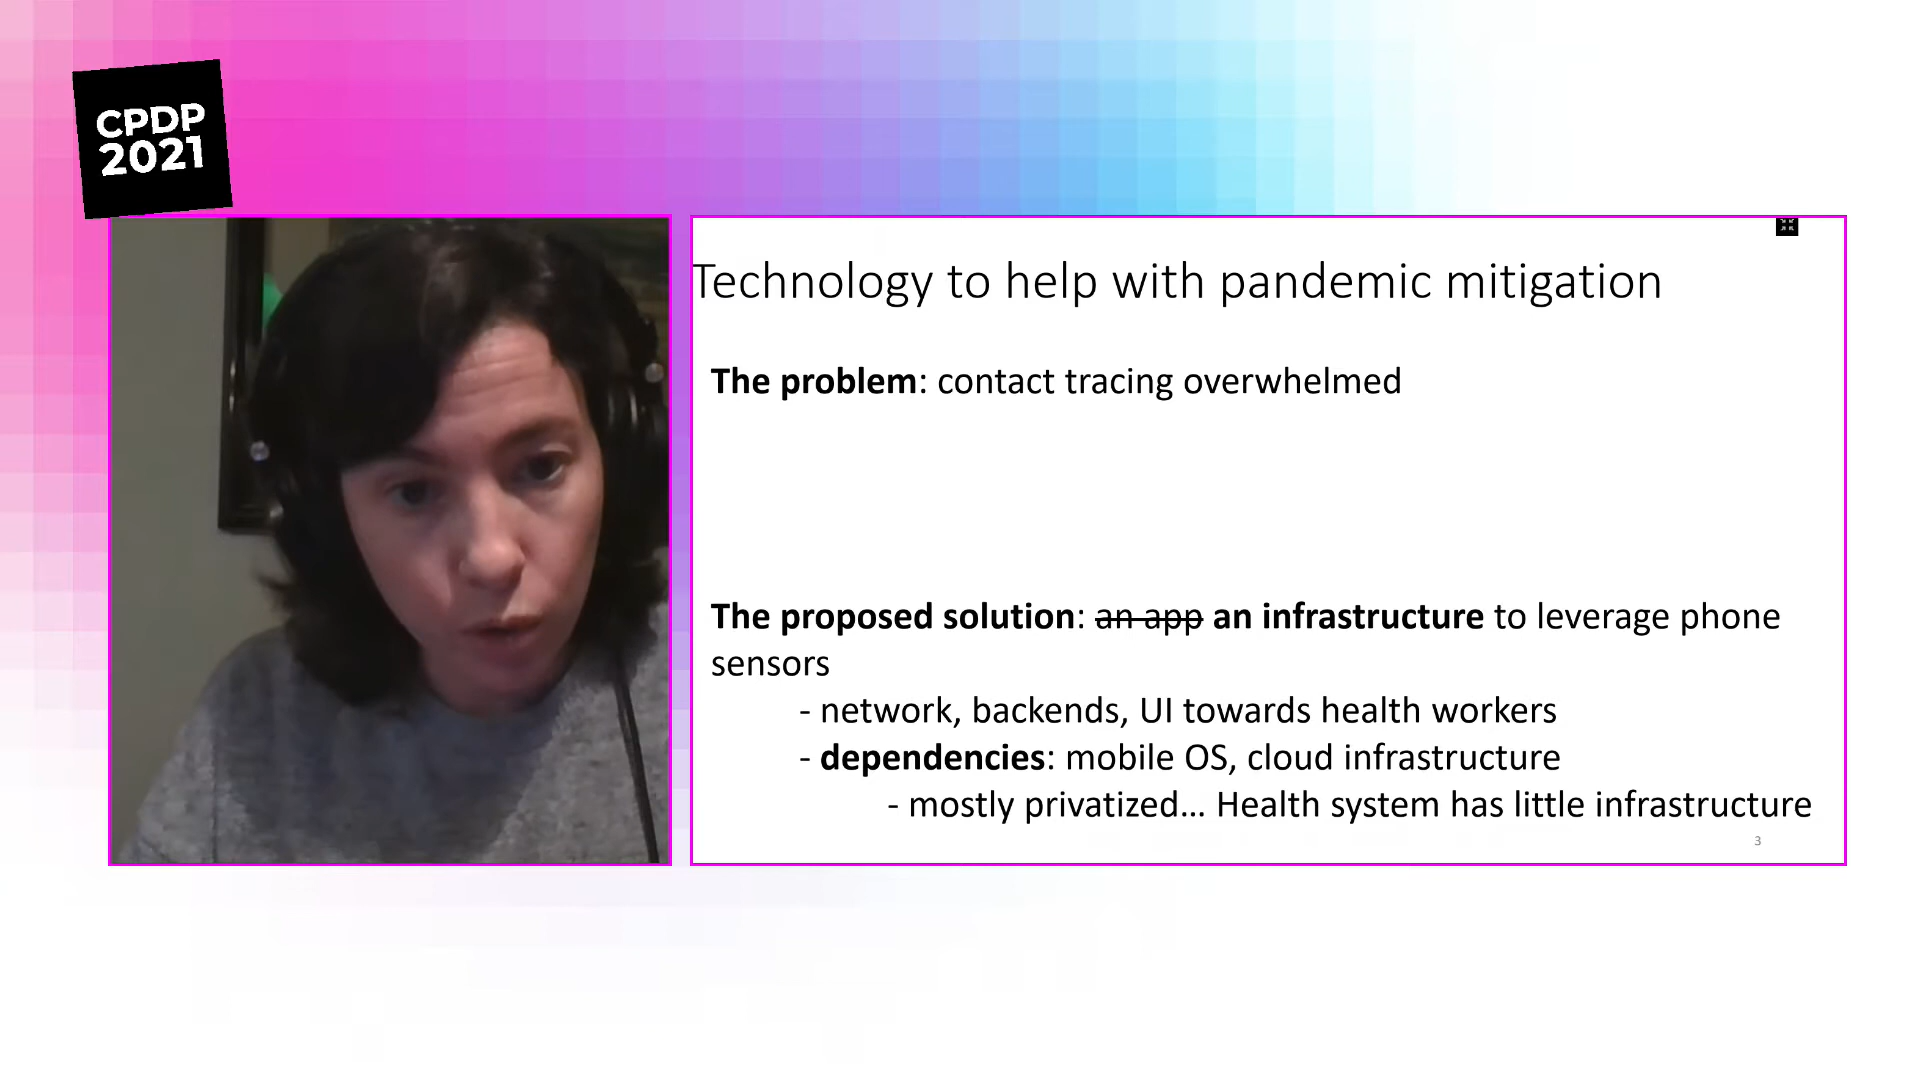 CPDP
2021
Technology to help with pandemic mitigation
The problem: contact tracing overwhelmed
The proposed solution: an app an infrastructure to leverage phone
sensors
- network, backends, UI towards health workers
- dependencies: mobile OS, cloud infrastructure
- mostly privatized... Health system has little infrastructure
3